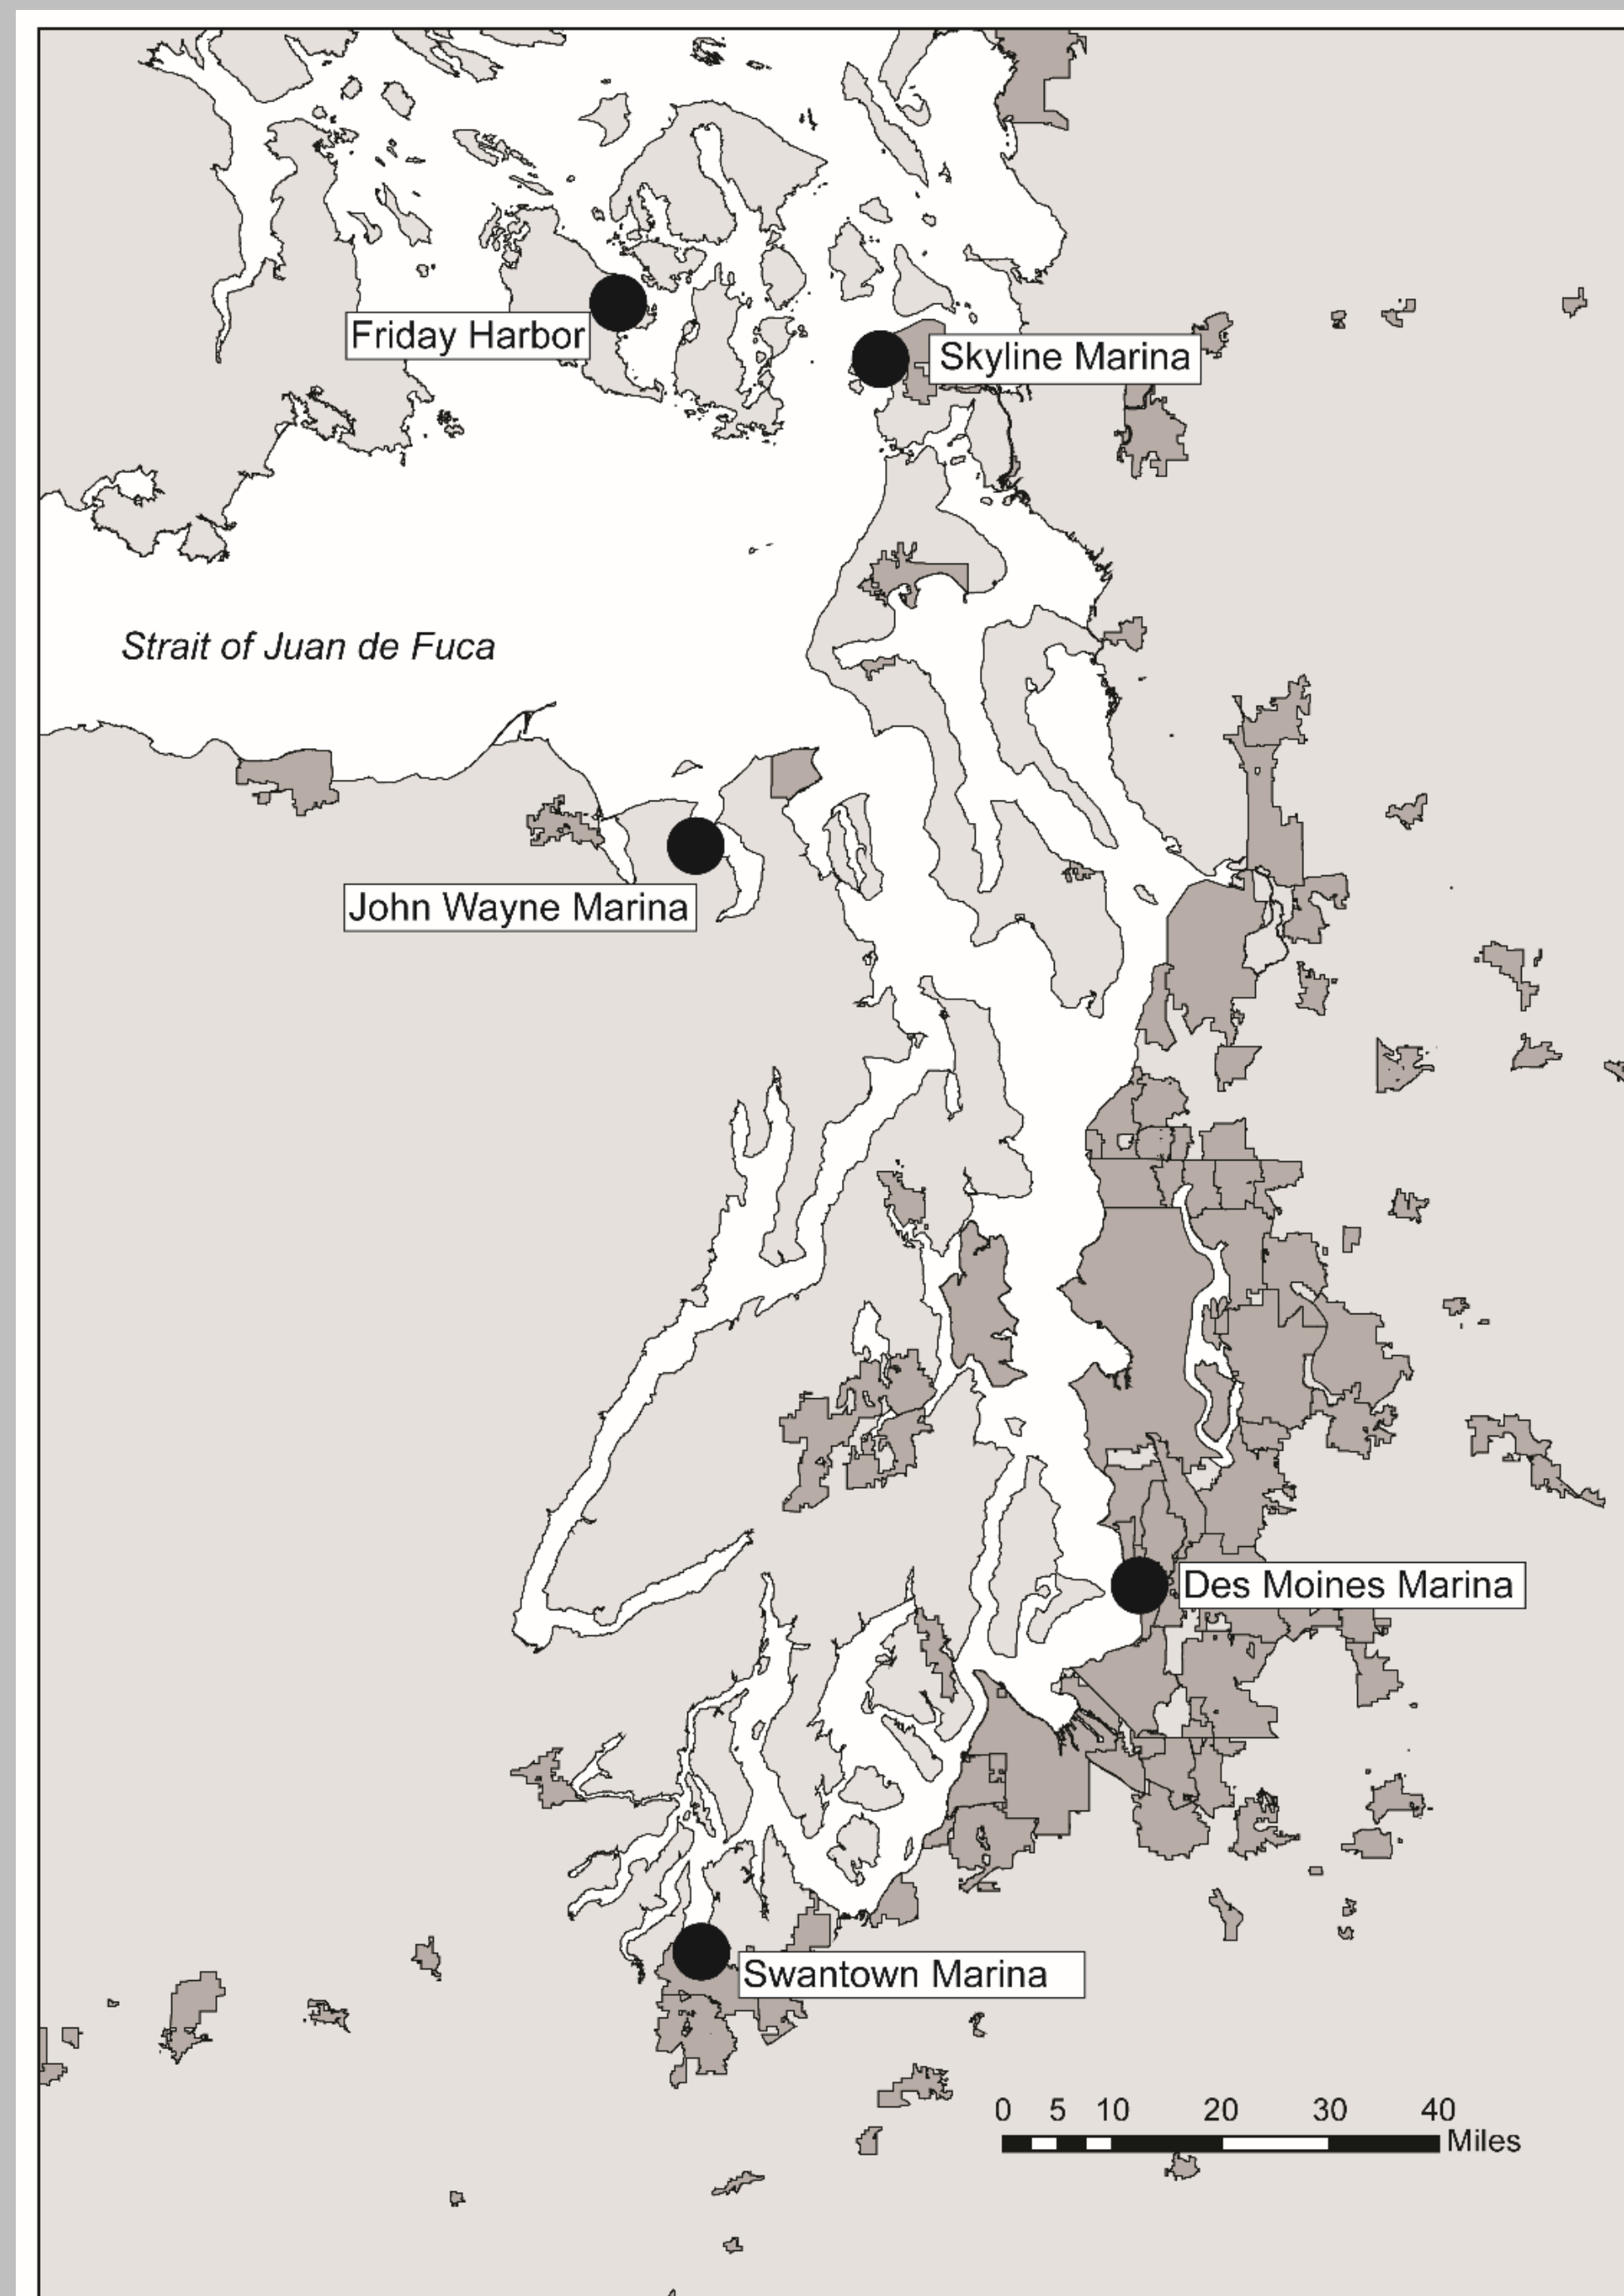 Friday Harbor
Skyline Marina
Strait of Juan de Fuca
John Wayne Marina
Des Moines Marina
Swantown Marina
0 5 10 20 30 40
Miles